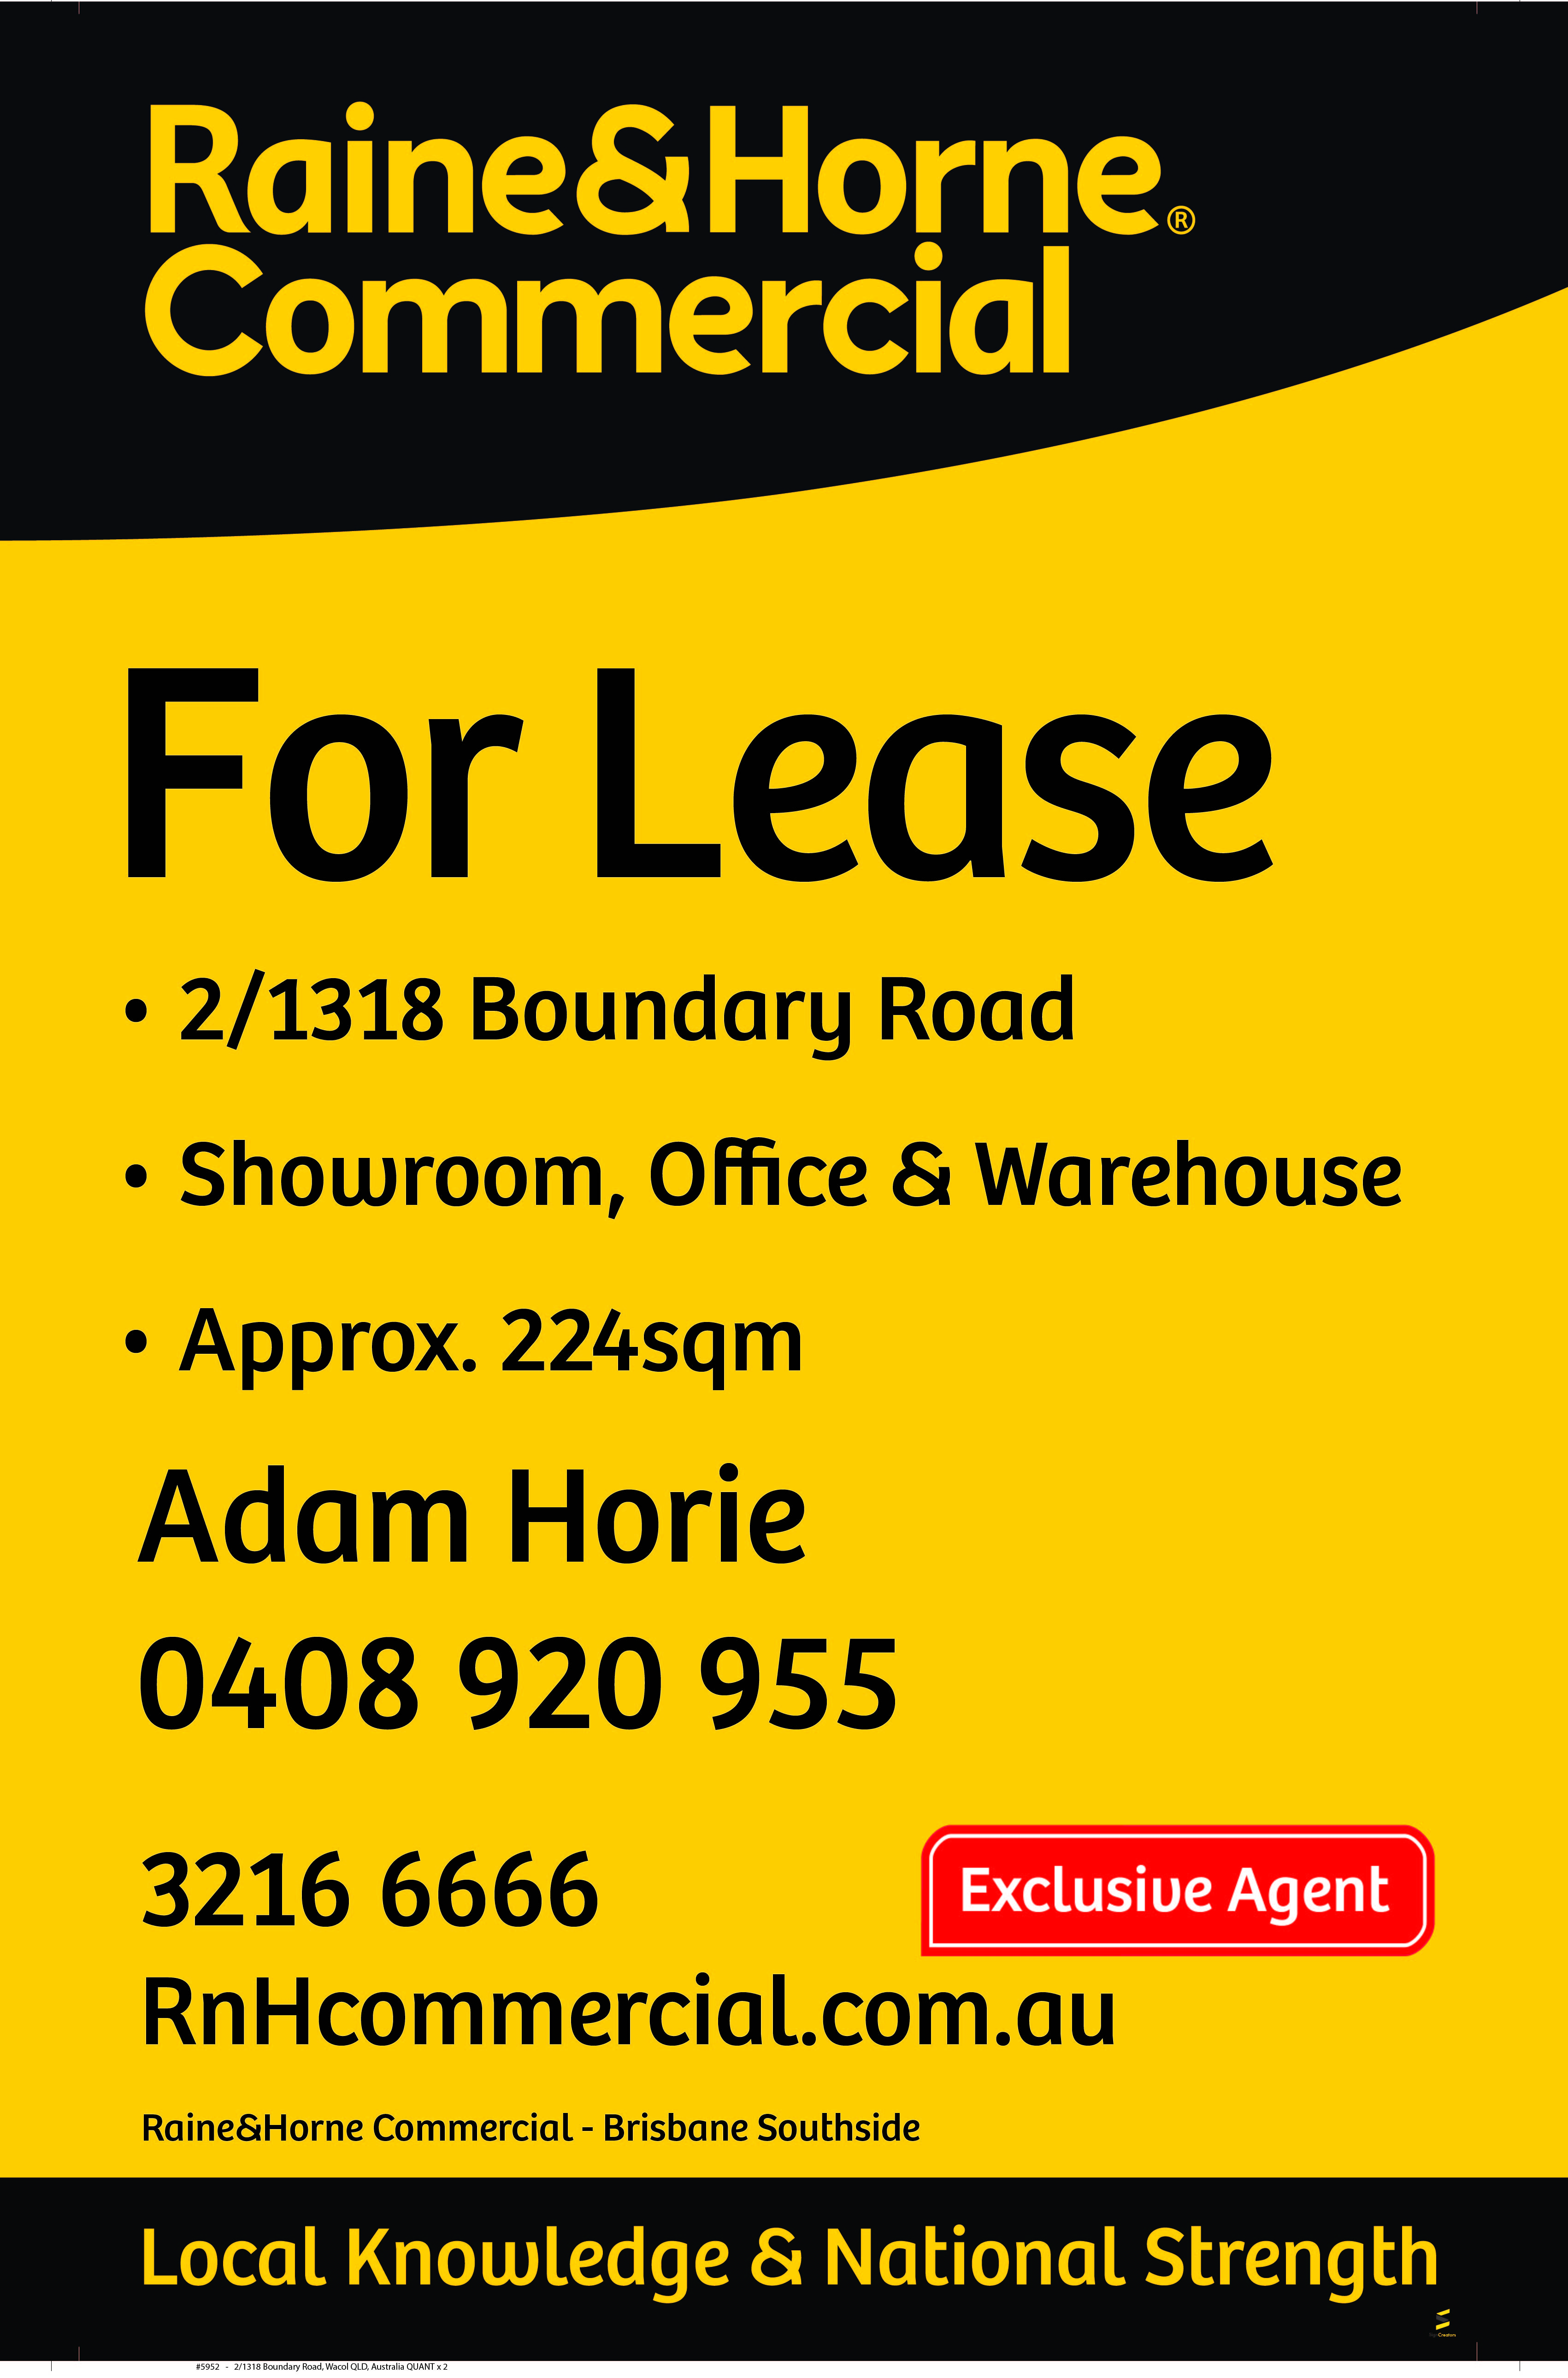 Raine&Horne®
Commercial
For Lease
• 2/1318 Boundary Road
• Showroom, Office & Warehouse
• Approx. 224sqm
Adam Horie
0408 920 955
3216 6666
Exclusive Agent
RnHcommercial.com.au
Raine&Horne Commercial - Brisbane Southside
Local Knowledge & National Strength
#5952 - 2/1318 Boundary Road, Wacol QLD, Australia QUANT x 2